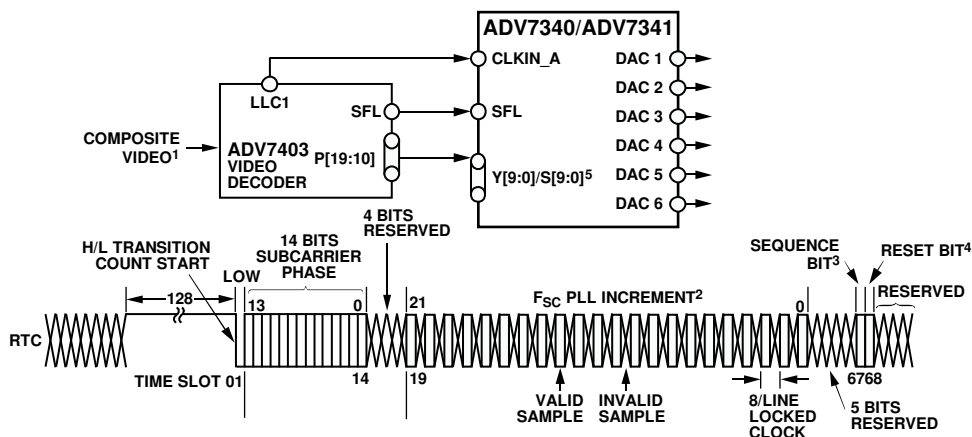 ADV7340/ADV7341
CLKIN_A
DAC 1
DAC 2
LLC1
SFL
SFL
DAC 3
COMPOSITE
VIDEO1
ADV7403
VIDEO
DECODER
P[19:10]
DAC 4
Y[9:0]/S[9:0]5
DAC 5
DAC 6
H/L TRANSITION
COUNT START
LOW
14 BITS
SUBCARRIER
PHASE
4 BITS
RESERVED
SEQUENCE
BIT3
RESET BIT4
RESERVED
128
13
0
21
FSC PLL INCREMENT2
0
RTC
TIME SLOT 01
14
19
VALID
SAMPLE
INVALID
SAMPLE
8/LINE
LOCKED
CLOCK
6768
5 BITS
RESERVED